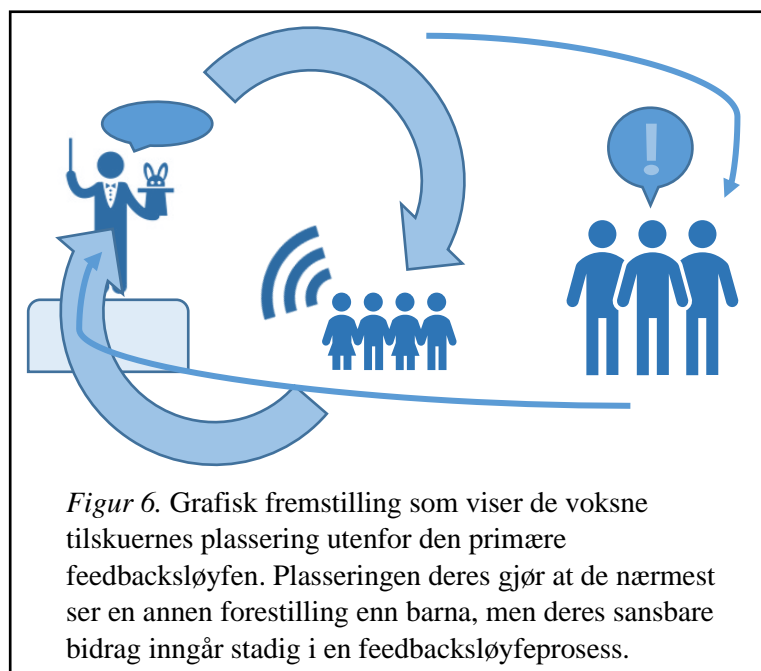 !
Figur 6. Grafisk fremstilling som viser de voksne
tilskuernes plassering utenfor den primære
feedbacksløyfen. Plasseringen deres gjør at de nærmest
ser en annen forestilling enn barna, men deres sansbare
bidrag inngår stadig i en feedbacksløyfeprosess.